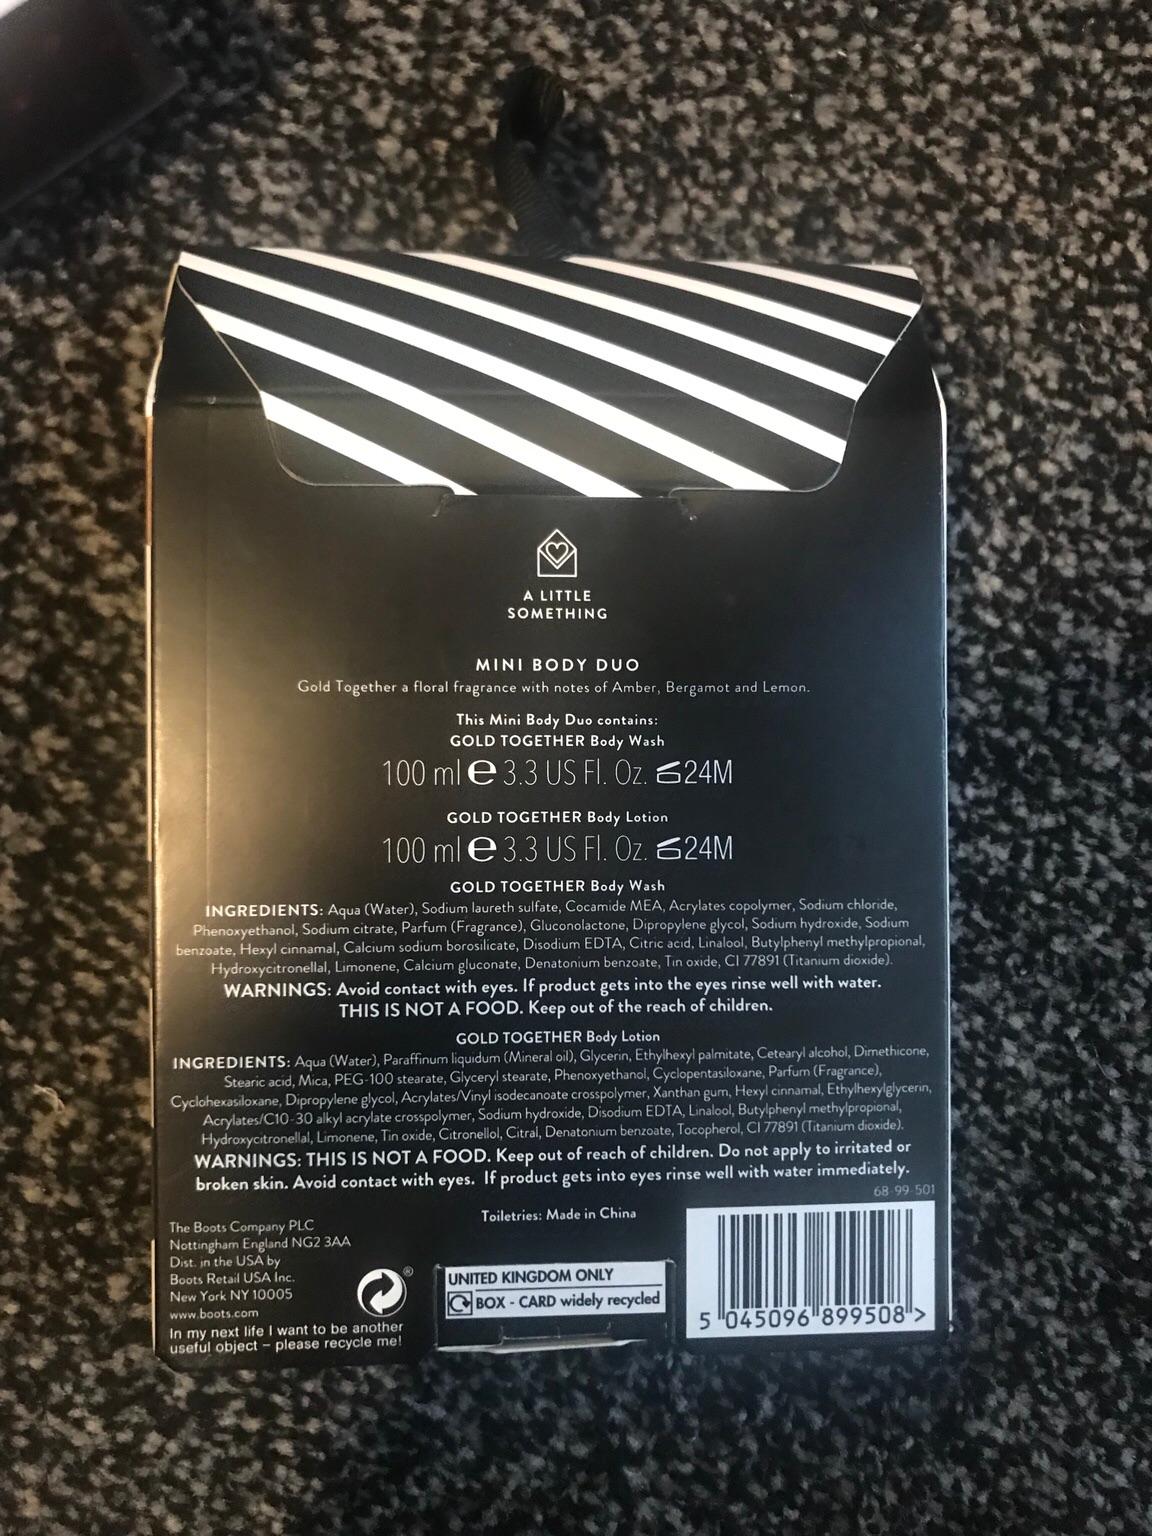 A LITTLE
SOMETHING
MINI BODY DUO
Gold Together a floral fragrance with notes of Amber, Bergamot and Lemon.
This Mini Body Duo contains:
GOLD TOGETHER Body Wash
100 ml e 3.3 US Fl. Oz. 24M
GOLD TOGETHER Body Lotion
100 ml e 3.3 US Fl. Oz. 24M
GOLD TOGETHER Body Wash
INGREDIENTS: Aqua (Water), Sodium laureth sulfate, Cocamide MEA, Acrylates copolymer, Sodium chloride,
Phenoxyethanol, Sodium citrate, Parfum (Fragrance), Gluconolactone, Dipropylene glycol, Sodium hydroxide, Sodium
benzoate, Hexyl cinnamal, Calcium sodium borosilicate, Disodium EDTA, Citric acid, Linalool, Butylphenyl methylpropional,
Hydroxycitronellal, Limonene, Calcium gluconate, Denatonium benzoate, Tin oxide, CI 77891 (Titanium dioxide).
WARNINGS: Avoid contact with eyes. If product gets into the eyes rinse well with water.
THIS IS NOT A FOOD. Keep out of the reach of children.
GOLD TOGETHER Body Lotion
INGREDIENTS: Aqua (Water), Paraffinum liquidum (Mineral oil), Glycerin, Ethylhexyl palmitate, Cetearyl alcohol, Dimethicone,
Stearic acid, Mica, PEG-100 stearate, Glyceryl stearate, Phenoxyethanol, Cyclopentasiloxane, Parfum (Fragrance),
Cyclohexasiloxane, Dipropylene glycol, Acrylates/Vinyl isodecanoate crosspolymer, Xanthan gum, Hexyl cinnamal, Ethylhexylglycerin,
Acrylates/C10-30 alkyl acrylate crosspolymer, Sodium hydroxide, Disodium EDTA, Linalool, Butylphenyl methylpropional,
Hydroxycitronellal, Limonene, Tin oxide, Citronellol, Citral, Denatonium benzoate, Tocopherol, CI 77891 (Titanium dioxide).
WARNINGS: THIS IS NOT A FOOD. Keep out of reach of children. Do not apply to irritated or
broken skin. Avoid contact with eyes. If product gets into eyes rinse well with water immediately.
68-99-501
Toiletries: Made in China
The Boots Company PLC
Nottingham England NG2 3AA
Dist. in the USA by
Boots Retail USA Inc.
New York NY 10005
www.boots.com
In my next life I want to be another
useful object – please recycle me!
®
UNITED KINGDOM ONLY
BOX - CARD widely recycled
5 045096 899508 >